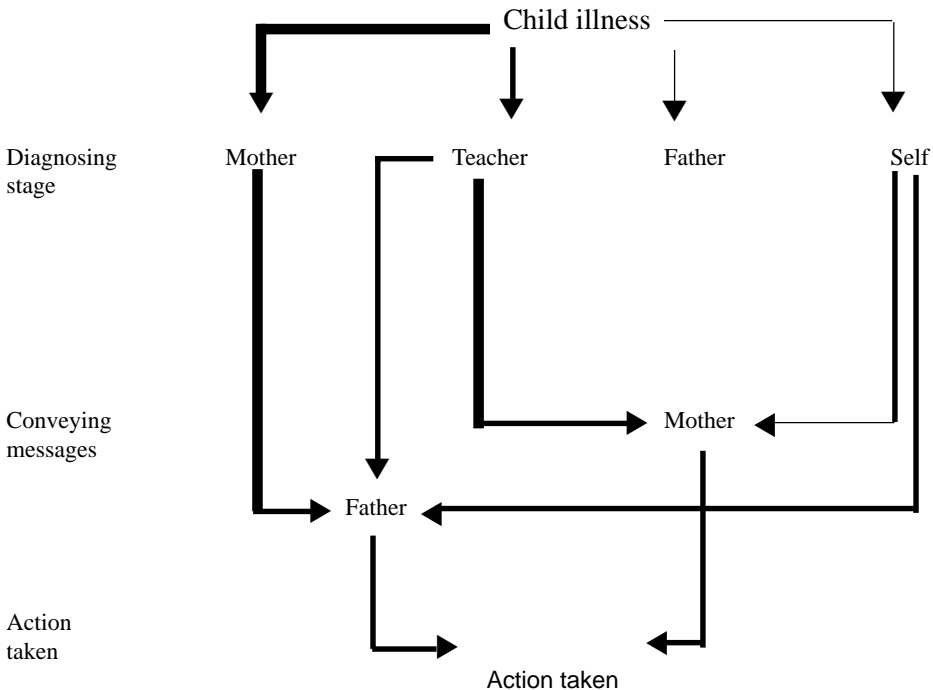 Child illness
Diagnosing
stage
Mother
Teacher
Father
Self
Conveying
messages
Mother
Father
Action
taken
Action taken